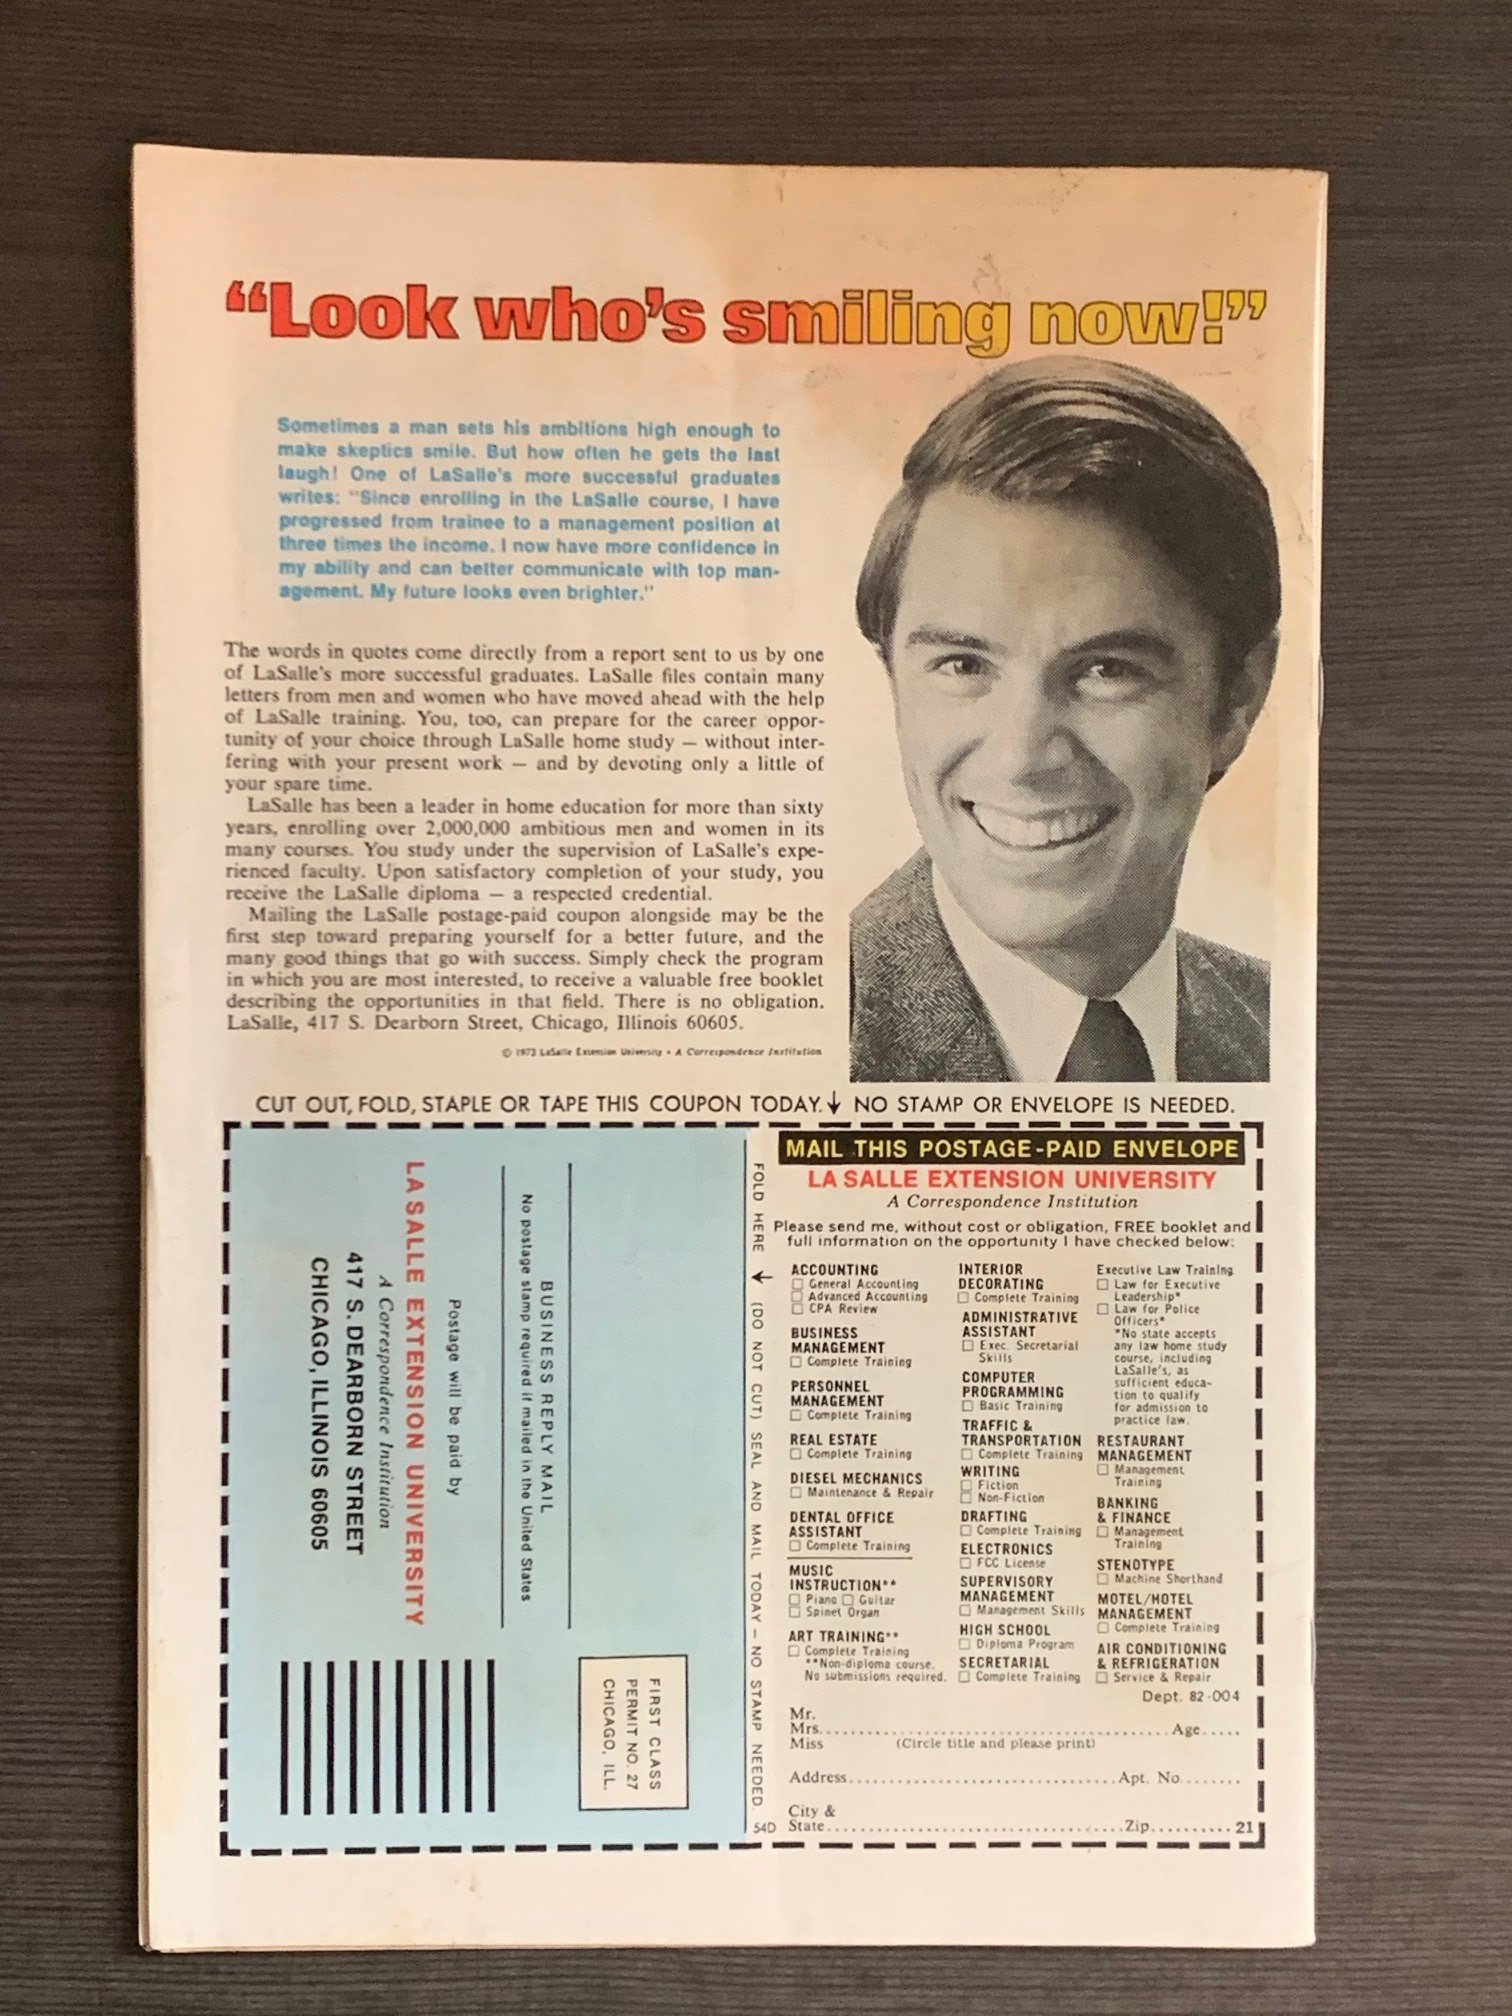 “Look who’s smiling now!”
Sometimes a man sets his ambitions high enough to
make skeptics smile. But how often he gets the last
laugh! One of LaSalle's more successful graduates
writes: "Since enrolling in the LaSalle course, I have
progressed from trainee to a management position at
three times the income. I now have more confidence in
my ability and can better communicate with top man-
agement. My future looks even brighter."
The words in quotes come directly from a report sent to us by one
of LaSalle's more successful graduates. LaSalle files contain many
letters from men and women who have moved ahead with the help
of LaSalle training. You, too, can prepare for the career oppor-
tunity of your choice through LaSalle home study — without inter-
fering with your present work — and by devoting only a little of
your spare time.
LaSalle has been a leader in home education for more than sixty
years, enrolling over 2,000,000 ambitious men and women in its
many courses. You study under the supervision of LaSalle's expe-
rienced faculty. Upon satisfactory completion of your study, you
receive the LaSalle diploma — a respected credential.
Mailing the LaSalle postage-paid coupon alongside may be the
first step toward preparing yourself for a better future, and the
many good things that go with success. Simply check the program
in which you are most interested, to receive a valuable free booklet
describing the opportunities in that field. There is no obligation.
LaSalle, 417 S. Dearborn Street, Chicago, Illinois 60605.
© 1973 LaSalle Extension University • A Correspondence Institution
CUT OUT, FOLD, STAPLE OR TAPE THIS COUPON TODAY.↓ NO STAMP OR ENVELOPE IS NEEDED.
FIRST CLASS
PERMIT NO. 27
CHICAGO, ILL.
BUSINESS REPLY MAIL
No postage stamp required if mailed in the United States
Postage will be paid by
LA SALLE EXTENSION UNIVERSITY
A Correspondence Institution
417 S. DEARBORN STREET
CHICAGO, ILLINOIS 60605
FOLD HERE ↓ (DO NOT CUT) SEAL AND MAIL TODAY — NO STAMP NEEDED
54D
MAIL THIS POSTAGE-PAID ENVELOPE
LA SALLE EXTENSION UNIVERSITY
A Correspondence Institution
Please send me, without cost or obligation, FREE booklet and
full information on the opportunity I have checked below:
ACCOUNTING
☐ General Accounting
☐ Advanced Accounting
☐ CPA Review
BUSINESS
MANAGEMENT
☐ Complete Training
PERSONNEL
MANAGEMENT
☐ Complete Training
REAL ESTATE
☐ Complete Training
DIESEL MECHANICS
☐ Maintenance & Repair
DENTAL OFFICE
ASSISTANT
☐ Complete Training
MUSIC
INSTRUCTION**
☐ Piano ☐ Guitar
☐ Spinet Organ
ART TRAINING**
☐ Complete Training
**Non-diploma course.
No submissions required.
INTERIOR
DECORATING
☐ Complete Training
ADMINISTRATIVE
ASSISTANT
☐ Exec. Secretarial
Skills
COMPUTER
PROGRAMMING
☐ Basic Training
TRAFFIC &
TRANSPORTATION
☐ Complete Training
WRITING
☐ Fiction
☐ Non-Fiction
DRAFTING
☐ Complete Training
ELECTRONICS
☐ FCC License
SUPERVISORY
MANAGEMENT
☐ Management Skills
HIGH SCHOOL
☐ Diploma Program
SECRETARIAL
☐ Complete Training
Executive Law Training
☐ Law for Executive
Leadership*
☐ Law for Police
Officers*
*No state accepts
any law home study
course, including
LaSalle's, as
sufficient educa-
tion to qualify
for admission to
practice law.
RESTAURANT
MANAGEMENT
☐ Management
Training
BANKING
& FINANCE
☐ Management
Training
STENOTYPE
☐ Machine Shorthand
MOTEL/HOTEL
MANAGEMENT
☐ Complete Training
AIR CONDITIONING
& REFRIGERATION
☐ Service & Repair
Dept. 82-004
Mr.
Mrs. Age
Miss (Circle title and please print)
Address Apt. No.
City &
State Zip 21